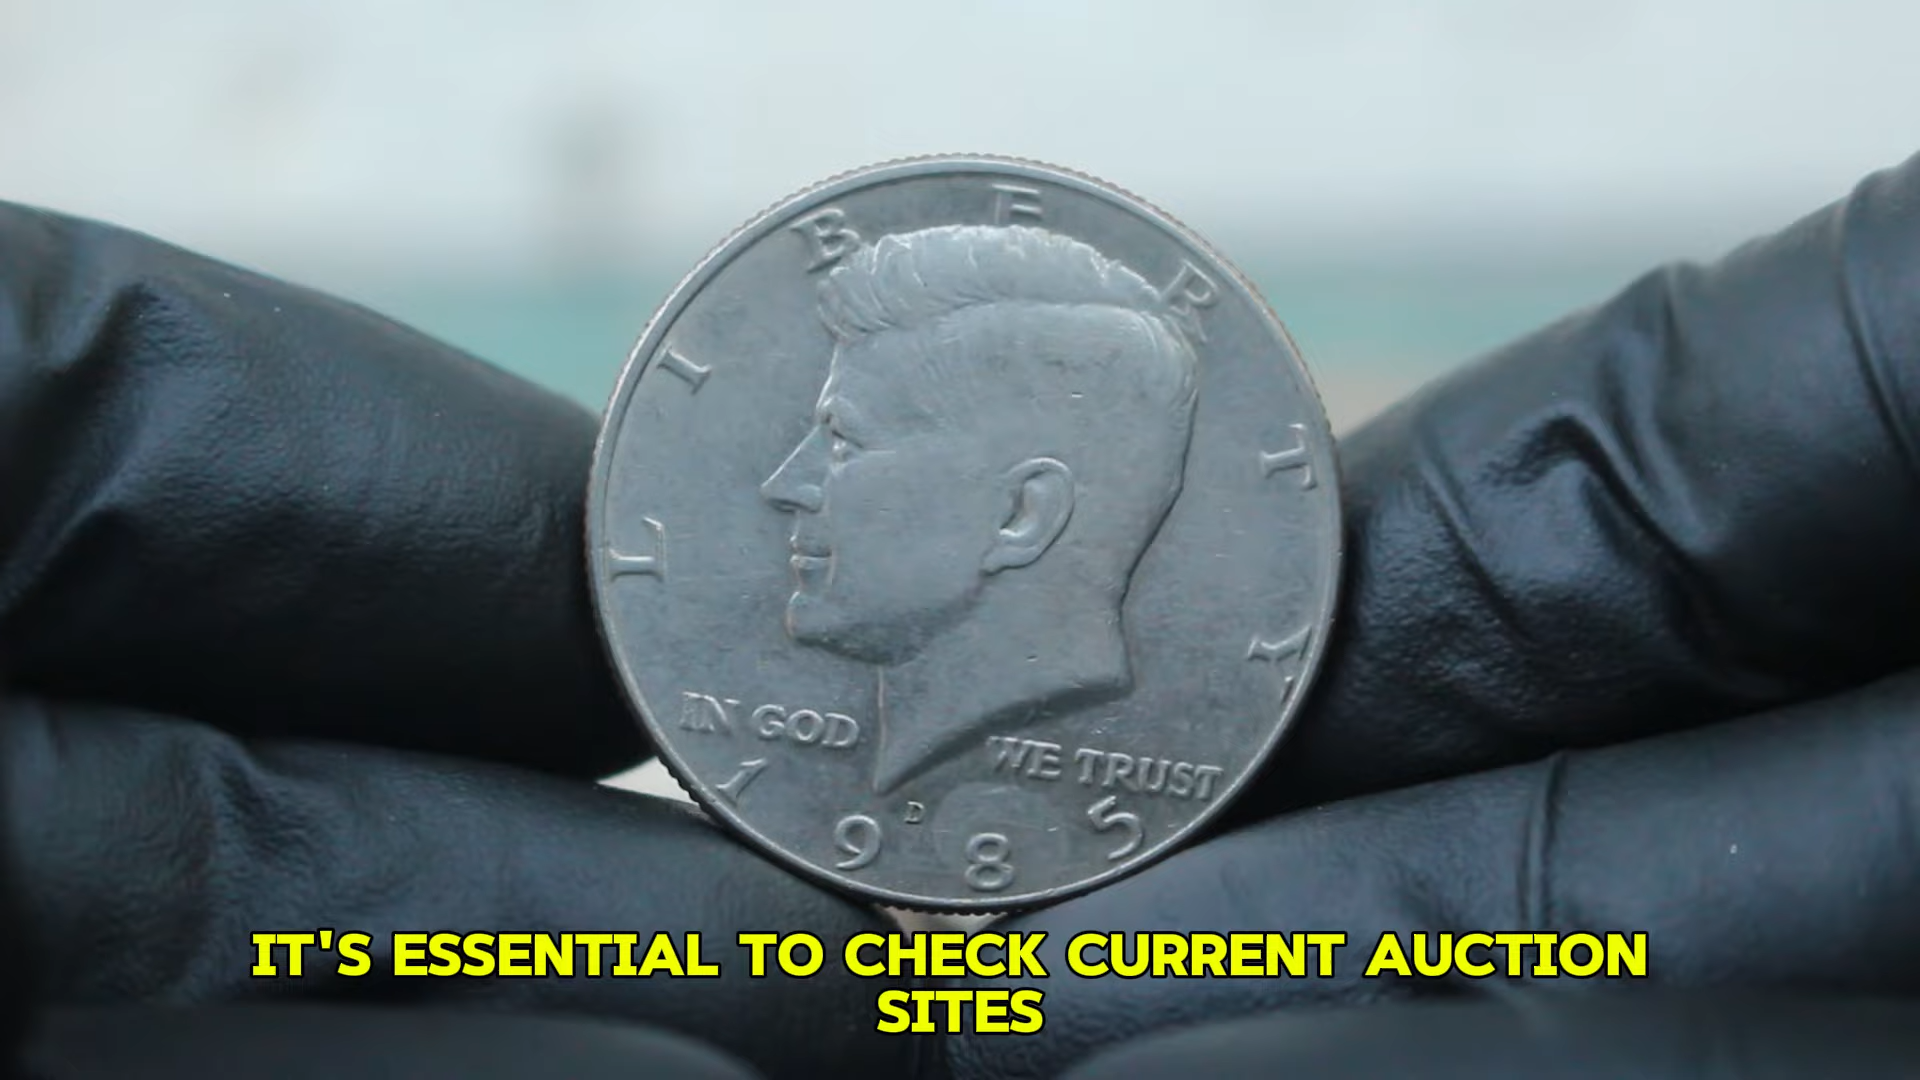 LIBERTY
IN GOD WE TRUST
D
1985
IT'S ESSENTIAL TO CHECK CURRENT AUCTION
SITES